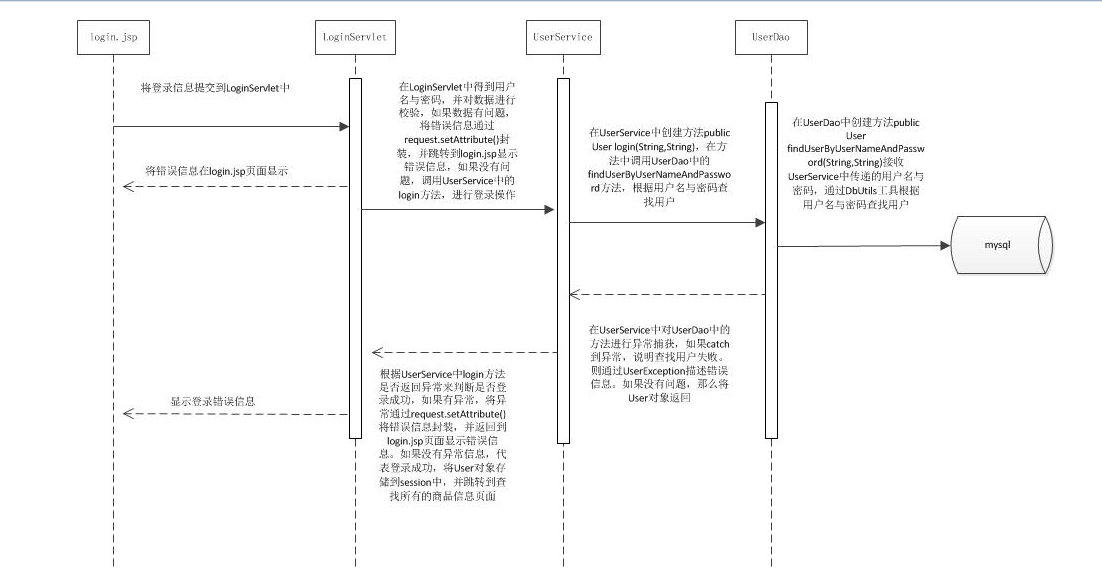 login.jsp
LoginServlet
UserService
UserDao
将登录信息提交到LoginServlet中
在LoginServlet中得到用户
名与密码，并对数据进行
校验，如果数据有问题，
将错误信息通过
request.setAttribute()封
装，并跳转到login.jsp显示
错误信息，如果没有问
题，调用UserService中的
login方法，进行登录操作
在UserService中创建方法public
User login(String,String)，在方
法中调用UserDao中的
findUserByUserNameAndPasswo
rd方法，根据用户名与密码查
找用户
在UserDao中创建方法public
User
findUserByUserNameAndPassw
ord(String,String)接收
UserService中传递的用户名与
密码，通过DbUtils工具根据
用户名与密码查找用户
将错误信息在login.jsp页面显示
mysql
在UserService中对UserDao中的
方法进行异常捕获，如果catch
到异常，说明查找用户失败。
则通过UserException描述错误
信息。如果没有问题，那么将
User对象返回
根据UserService中login方法
是否返回异常来判断是否登
录成功，如果有异常，将异
常通过request.setAttribute()
将错误信息封装，并返回到
login.jsp页面显示错误信
息。如果没有异常信息，代
表登录成功，将User对象存
储到session中，并跳转到查
找所有的商品信息页面
显示登录错误信息